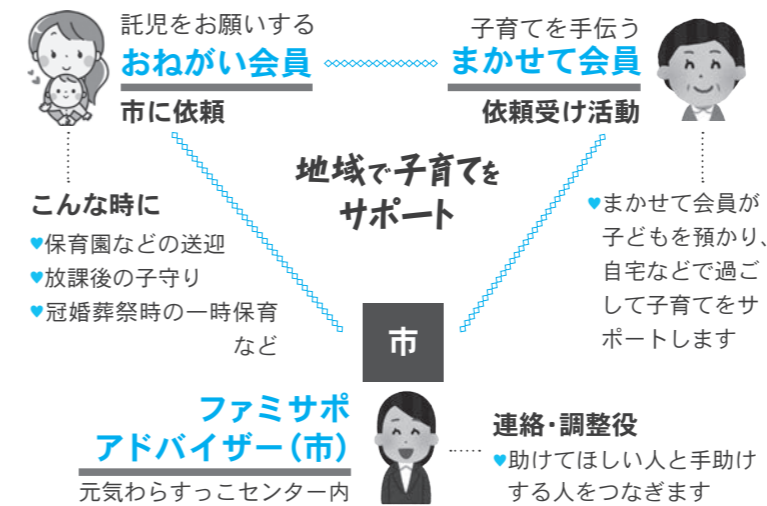 託児をお願いする
おねがい会員
市に依頼
子育てを手伝う
まかせて会員
依頼受け活動
地域で子育てを
サポート
こんな時に
♥保育園などの送迎
♥放課後の子守り
♥冠婚葬祭時の一時保育
など
♥まかせて会員が
子どもを預かり、
自宅などで過ご
して子育てをサ
ポートします
市
ファミサポ
アドバイザー(市)
元気わらすっこセンター内
連絡・調整役
♥助けてほしい人と手助け
する人をつなぎます